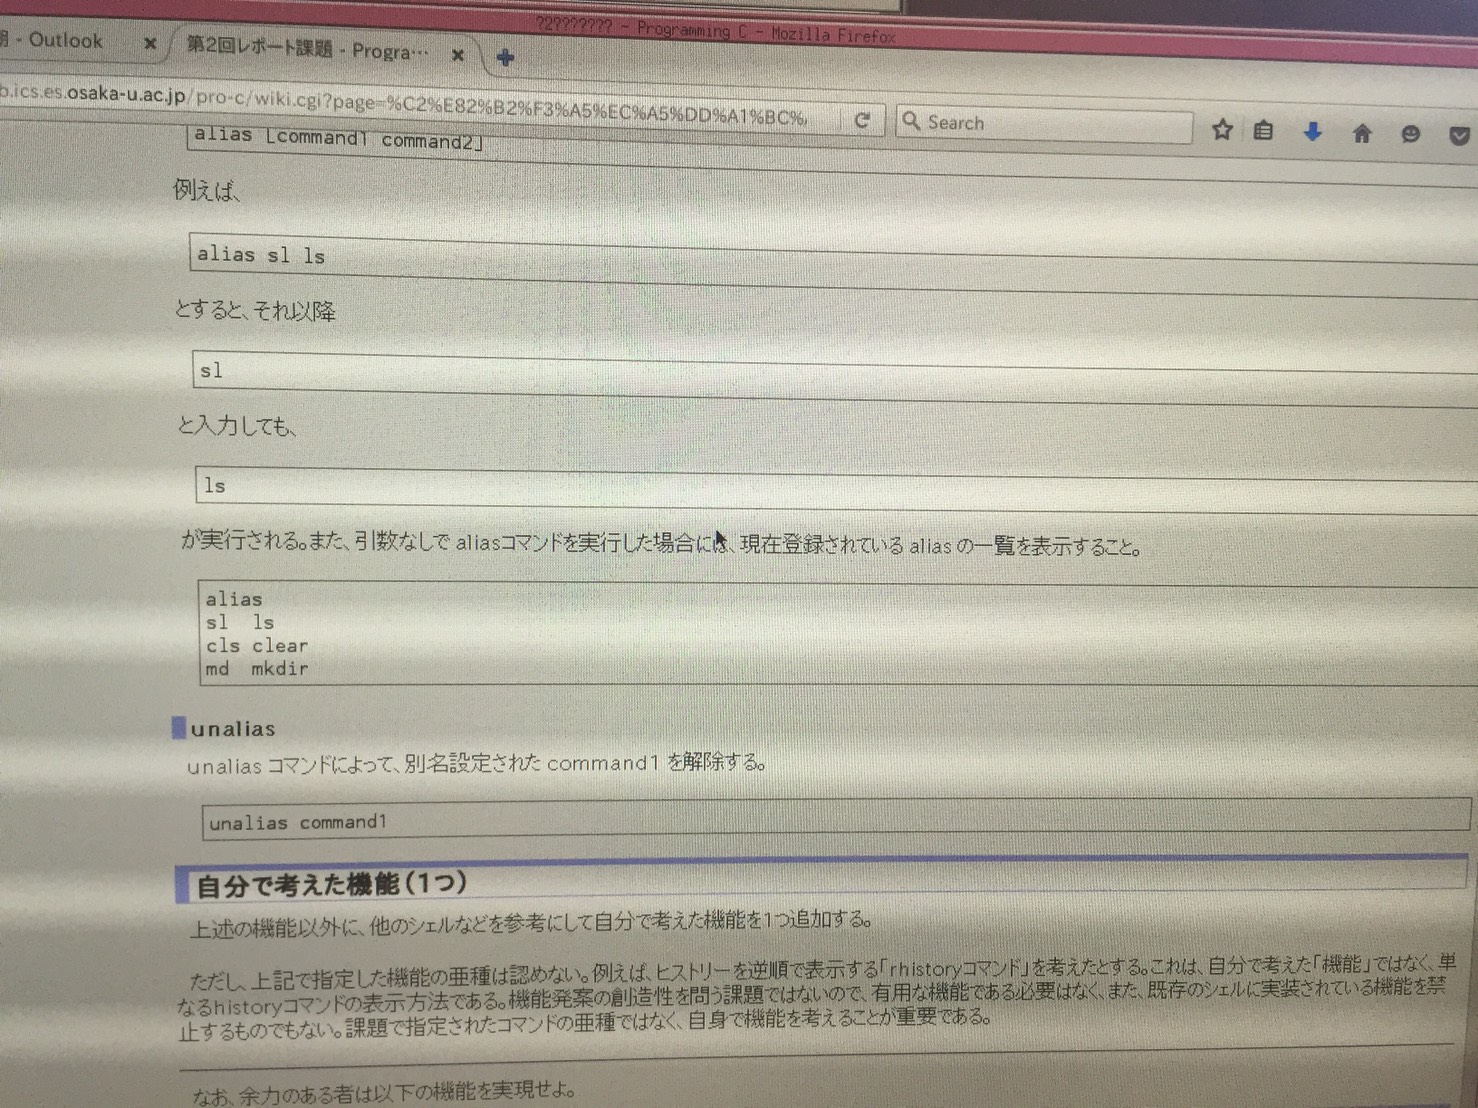 ?2???????? - Programming C - Mozilla Firefox
- Outlook
第2回レポート課題 - Progra…
b.ics.es.osaka-u.ac.jp/pro-c/wiki.cgi?page=%C2%E82%B2%F3%A5%EC%A5%DD%A1%BC%
Search
alias [command1 command2]
例えば、
alias sl ls
とすると、それ以降
sl
と入力しても、
ls
が実行される。また、引数なしで aliasコマンドを実行した場合には、現在登録されている alias の一覧を表示すること。
alias
sl  ls
cls clear
md  mkdir
unalias
unalias コマンドによって、別名設定された command1 を解除する。
unalias command1
自分で考えた機能(1つ)
上述の機能以外に、他のシェルなどを参考にして自分で考えた機能を1つ追加する。
ただし、上記で指定した機能の亜種は認めない。例えば、ヒストリーを逆順で表示する「rhistoryコマンド」を考えたとする。これは、自分で考えた「機能」ではなく、単
なるhistoryコマンドの表示方法である。機能発案の創造性を問う課題ではないので、有用な機能である必要はなく、また、既存のシェルに実装されている機能を禁
止するものでもない。課題で指定されたコマンドの亜種ではなく、自身で機能を考えることが重要である。
なお、余力のある者は以下の機能を実現せよ。